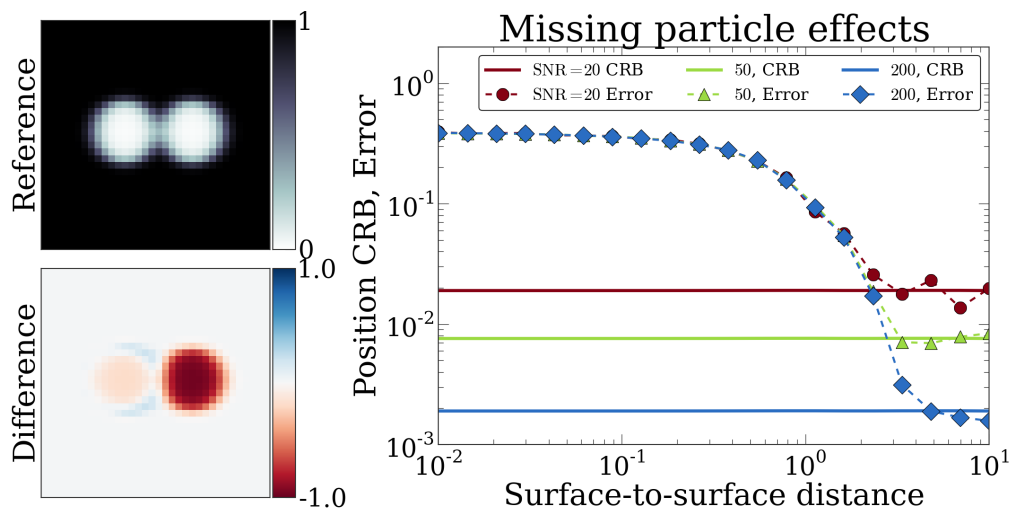 Missing particle effects
Reference
1
0
Difference
1.0
-1.0
Position CRB, Error
10^0
10^-1
10^-2
10^-3
SNR = 20 CRB
50, CRB
200, CRB
SNR = 20 Error
50, Error
200, Error
10^-2
10^-1
10^0
10^1
Surface-to-surface distance